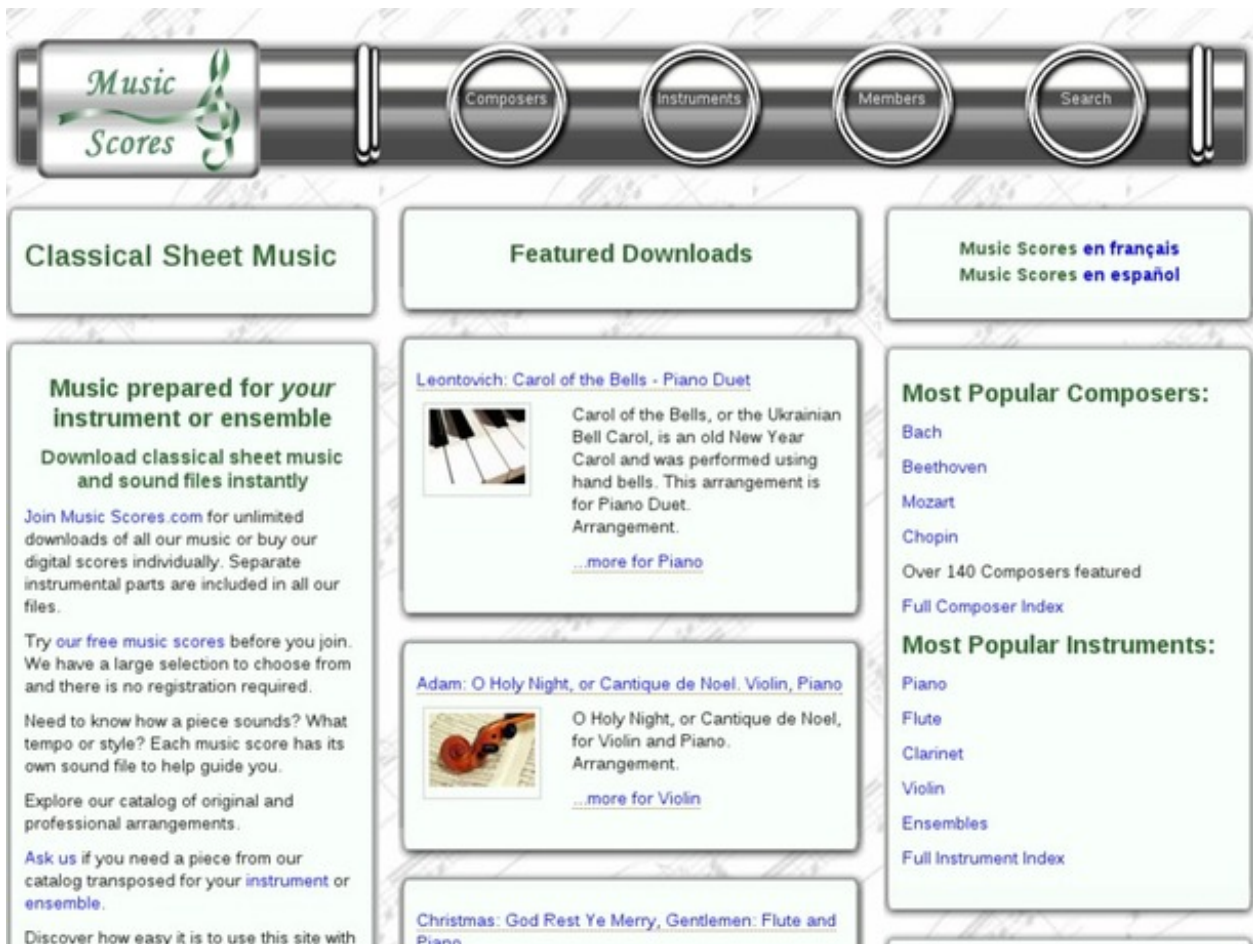 Music
Scores
Composers
Instruments
Members
Search
Classical Sheet Music
Music prepared for your
instrument or ensemble
Download classical sheet music
and sound files instantly
Join Music Scores.com for unlimited
downloads of all our music or buy our
digital scores individually. Separate
instrumental parts are included in all our
files.
Try our free music scores before you join.
We have a large selection to choose from
and there is no registration required.
Need to know how a piece sounds? What
tempo or style? Each music score has its
own sound file to help guide you.
Explore our catalog of original and
professional arrangements.
Ask us if you need a piece from our
catalog transposed for your instrument or
ensemble.
Discover how easy it is to use this site with
Featured Downloads
Leontovich: Carol of the Bells - Piano Duet
Carol of the Bells, or the Ukrainian
Bell Carol, is an old New Year
Carol and was performed using
hand bells. This arrangement is
for Piano Duet.
Arrangement.
...more for Piano
Adam: O Holy Night, or Cantique de Noel. Violin, Piano
O Holy Night, or Cantique de Noel,
for Violin and Piano.
Arrangement.
...more for Violin
Christmas: God Rest Ye Merry, Gentlemen: Flute and
Piano
Music Scores en français
Music Scores en español
Most Popular Composers:
Bach
Beethoven
Mozart
Chopin
Over 140 Composers featured
Full Composer Index
Most Popular Instruments:
Piano
Flute
Clarinet
Violin
Ensembles
Full Instrument Index